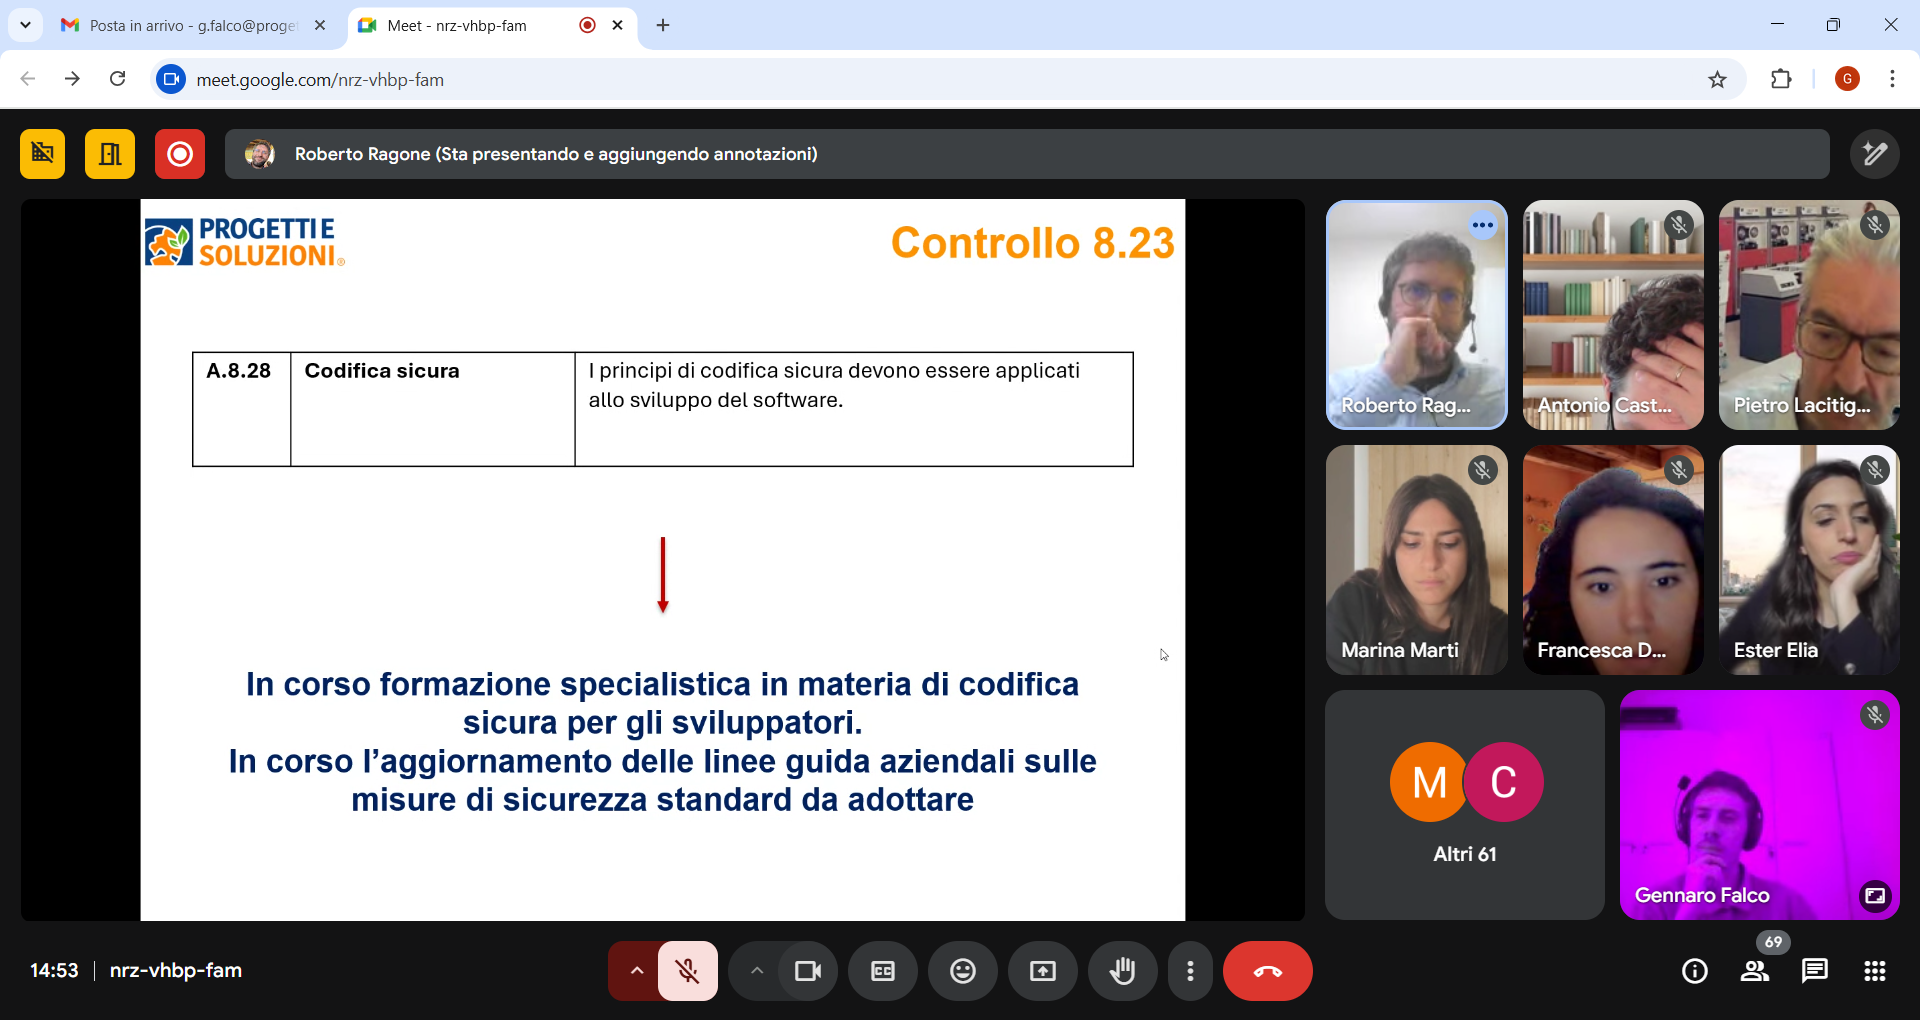 Posta in arrivo - g.falco@proge
Meet - nrz-vhbp-fam
meet.google.com/nrz-vhbp-fam
G
Roberto Ragone (Sta presentando e aggiungendo annotazioni)
PROGETTI E
SOLUZIONI®
Controllo 8.23
A.8.28
Codifica sicura
I principi di codifica sicura devono essere applicati
allo sviluppo del software.
In corso formazione specialistica in materia di codifica
sicura per gli sviluppatori.
In corso l’aggiornamento delle linee guida aziendali sulle
misure di sicurezza standard da adottare
Roberto Rag...
Antonio Cast...
Pietro Lacitig...
Marina Marti
Francesca D...
Ester Elia
M
C
Altri 61
Gennaro Falco
14:53
nrz-vhbp-fam
CC
69